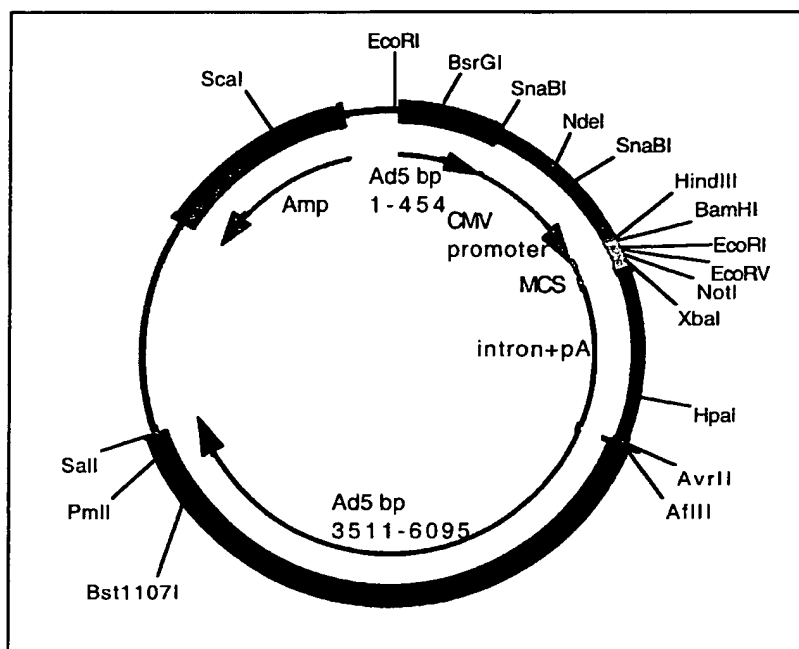 EcoRI
BsrGI
SnaBI
NdeI
SnaBI
HindIII
BamHI
EcoRI
EcoRV
NotI
XbaI
HpaI
AvrII
AflII
Bst1107I
PmlI
SalI
ScaI
Amp
Ad5 bp
1-454
CMV
promoter
MCS
intron+pA
Ad5 bp
3511-6095